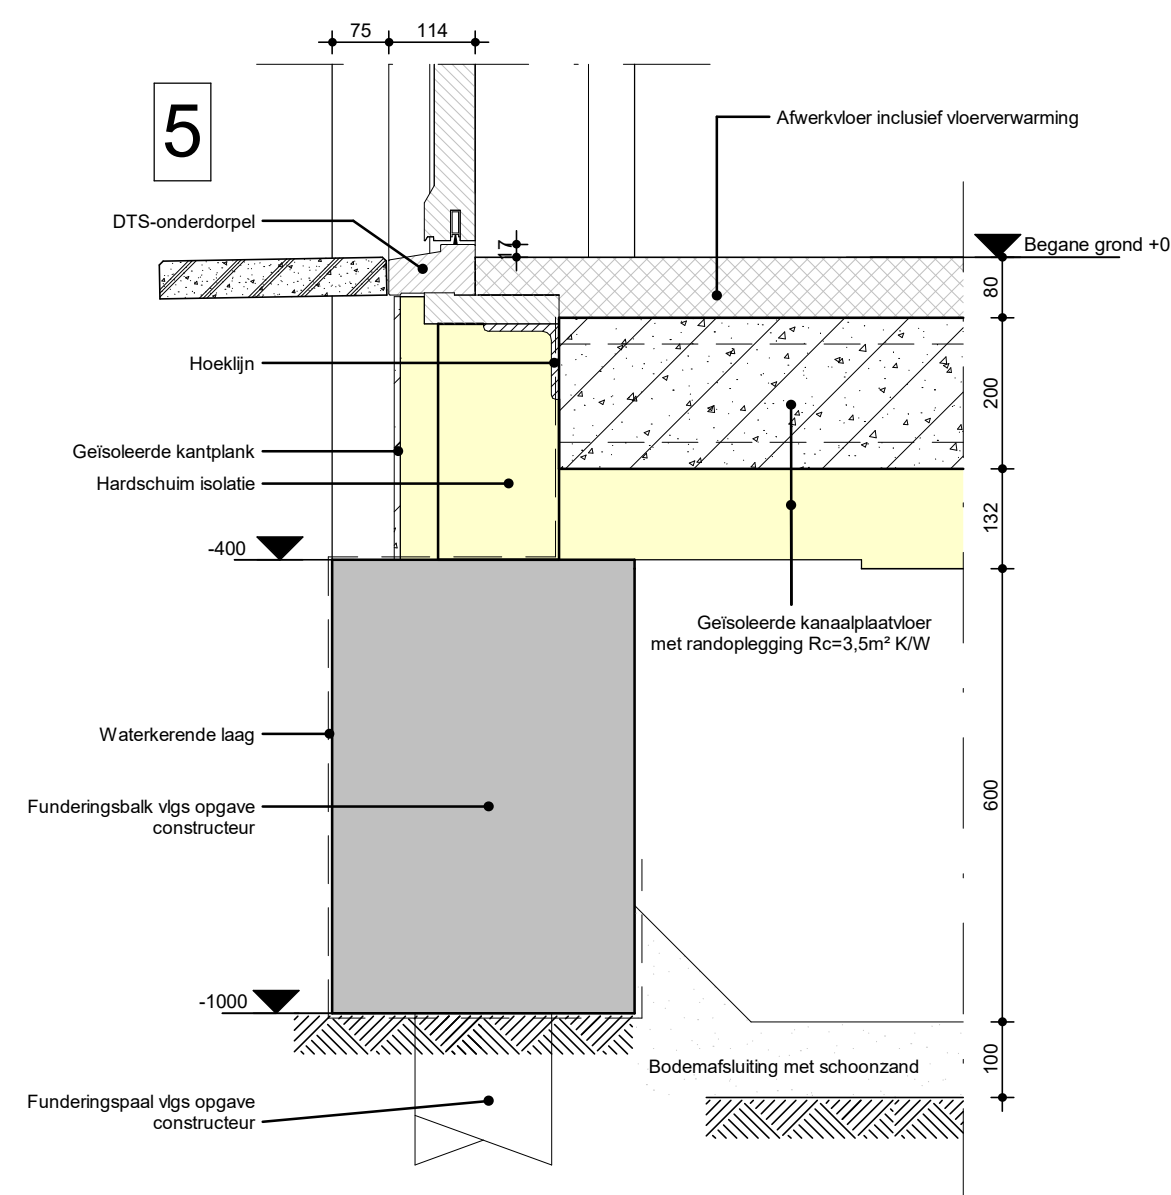 75
114
5
Afwerkvloer inclusief vloerverwarming
DTS-onderdorpel
17
Begane grond +0
80
Hoeklijn
200
Geïsoleerde kantplank
Hardschuim isolatie
132
-400
Geïsoleerde kanaalplaatvloer
met randoplegging Rc=3,5m² K/W
Waterkerende laag
Funderingsbalk vlgs opgave
constructeur
600
-1000
Bodemafsluiting met schoonzand
100
Funderingspaal vlgs opgave
constructeur